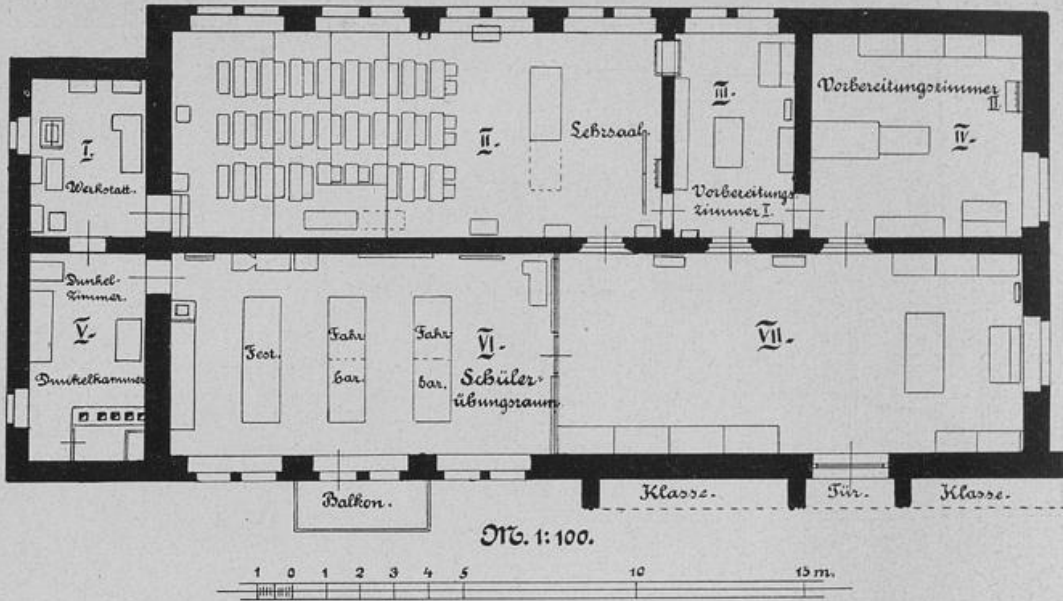 I.
Werkstatt.
II.
Lehrsaal
III.
Vorbereitungs
zimmer I.
Vorbereitungszimmer
II
IV.
Dunkel-
zimmer.
V.
Dunkelkammer
Fest.
Fahr
bar.
Fahr
bar.
VI.
Schüler-
übungsraum
VII.
Balkon.
Klasse.
Tür.
Klasse.
M. 1:100.
1 0 1 2 3 4 5 10 15 m.